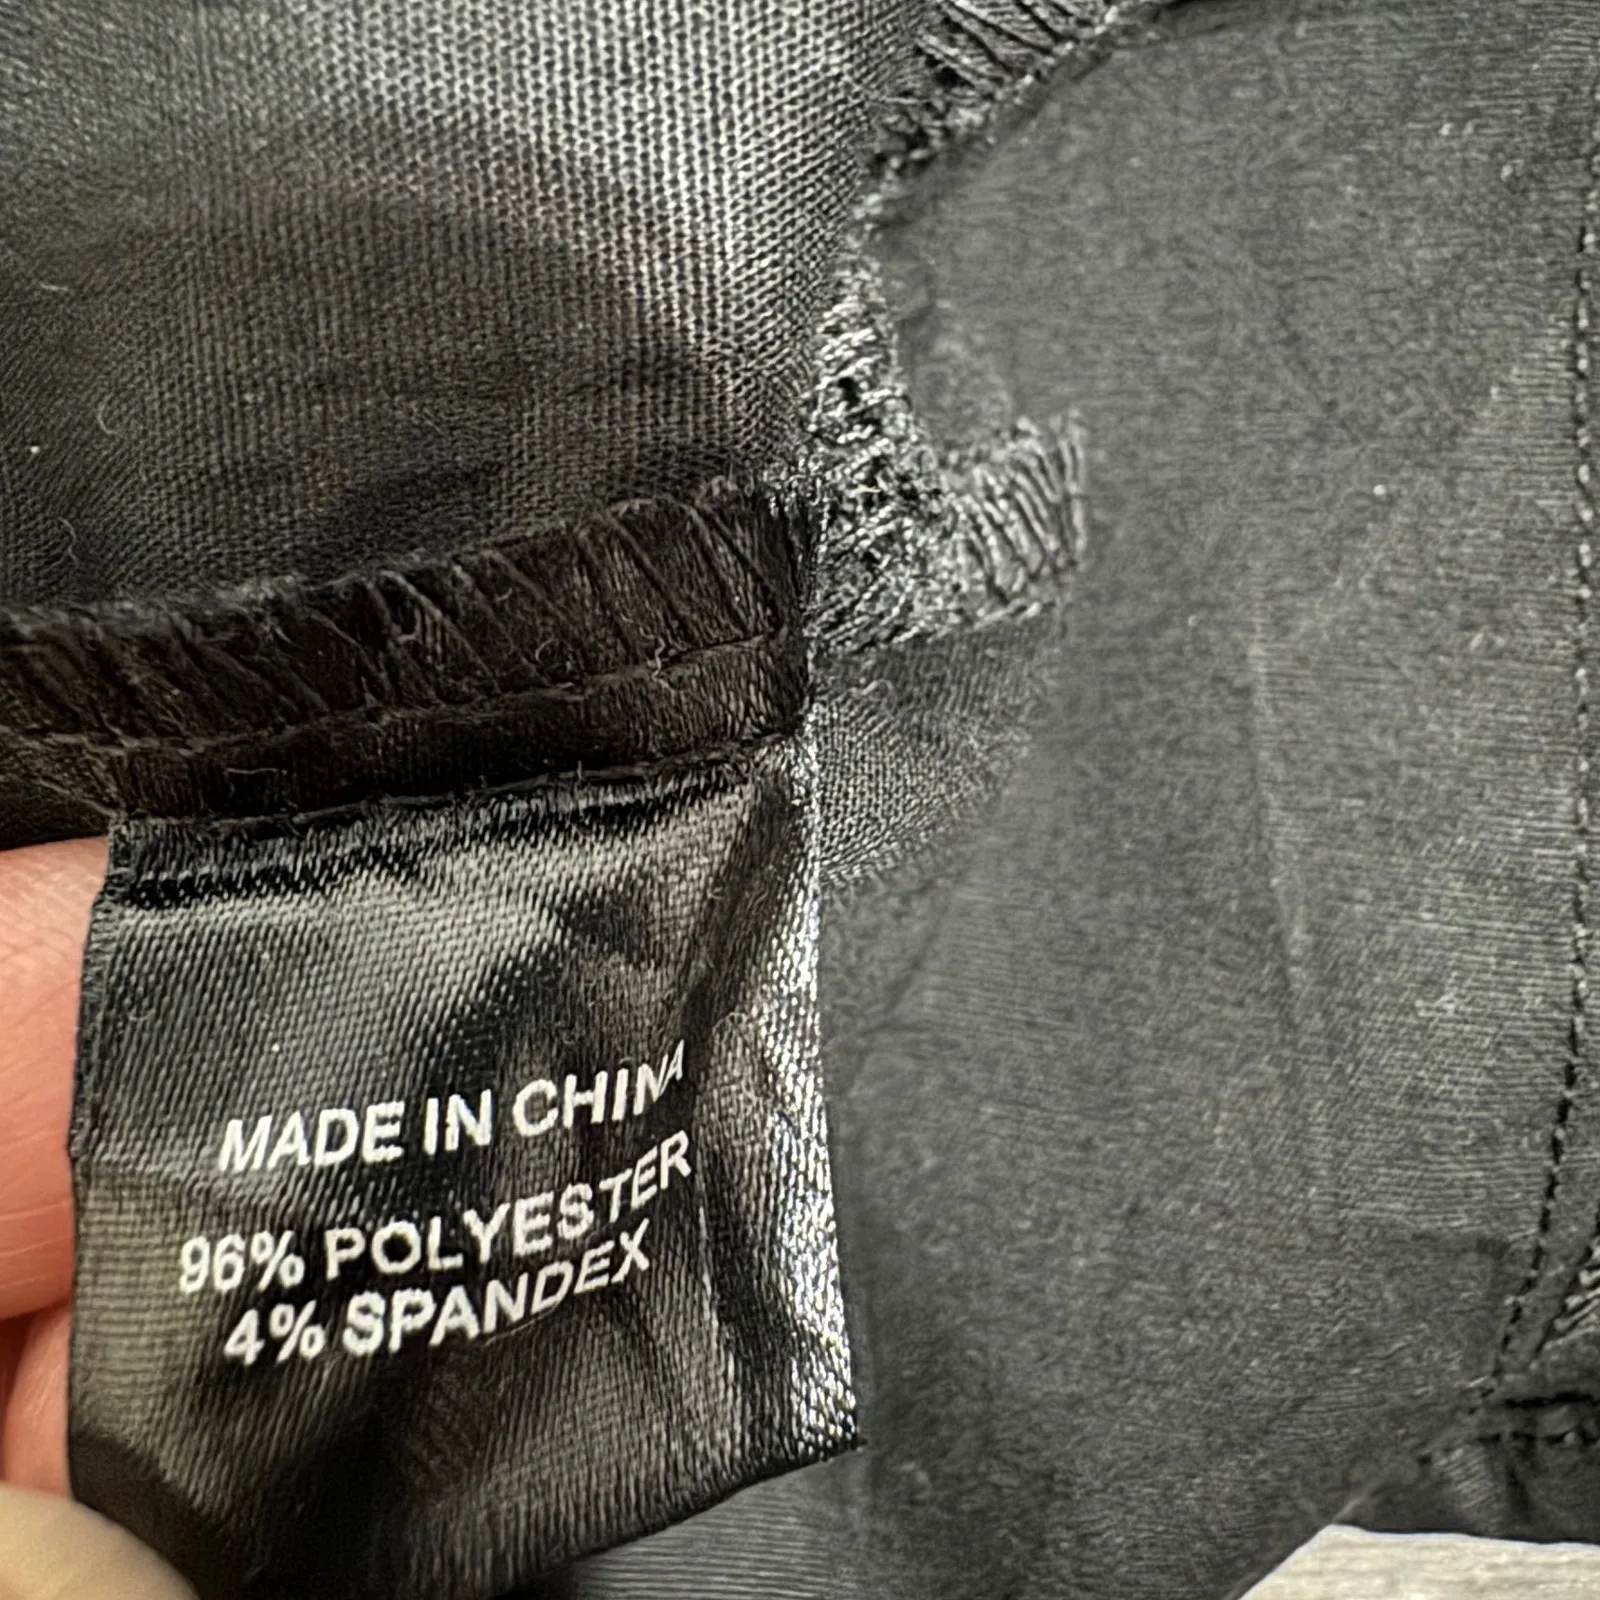 MADE IN CHINA
96% POLYESTER
4% SPANDEX